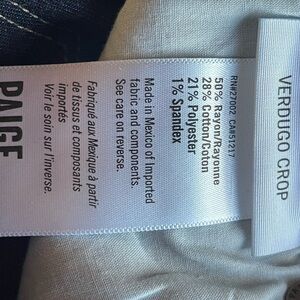 VERDUGO CROP
RN#27002 CA#51217
50% Rayon/Rayonne
28% Cotton/Coton
21% Polyester
1% Spandex
Made in Mexico of imported
fabric and components.
See care on reverse.
Fabriqué aux Mexique à partir
de tissus et composants
importés
Voir le soin sur l'inverse.
PAIGE